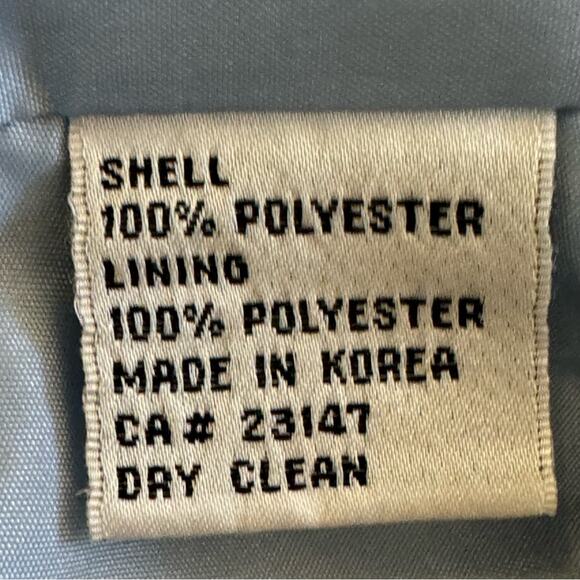 SHELL
100% POLYESTER
LINING
100% POLYESTER
MADE IN KOREA
CA# 23147
DRY CLEAN